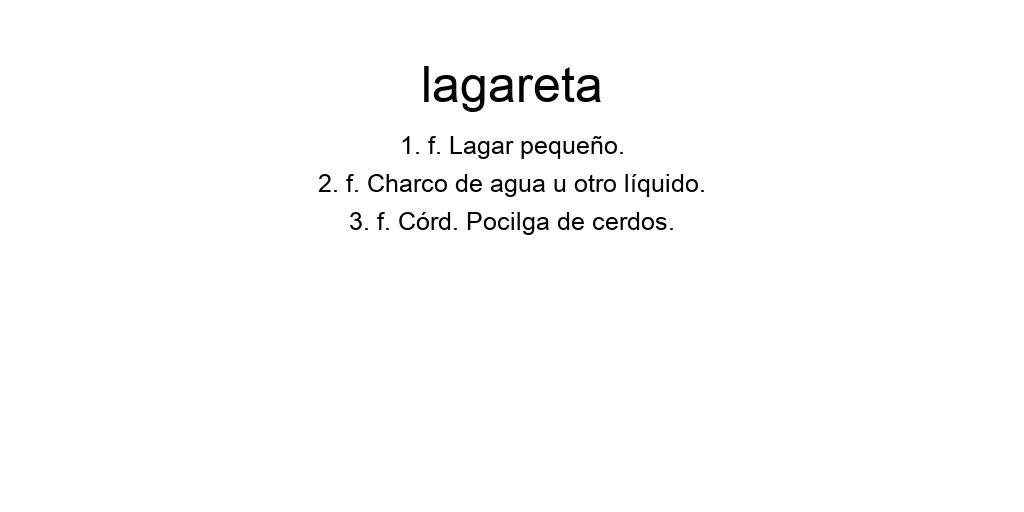 lagareta
1. f. Lagar pequeño.
2. f. Charco de agua u otro líquido.
3. f. Córd. Pocilga de cerdos.